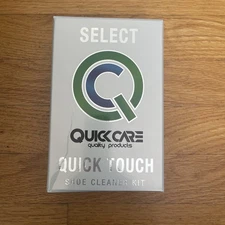 SELECT
QUICKCARE
quality products
QUICK TOUCH
SHOE CLEANER KIT